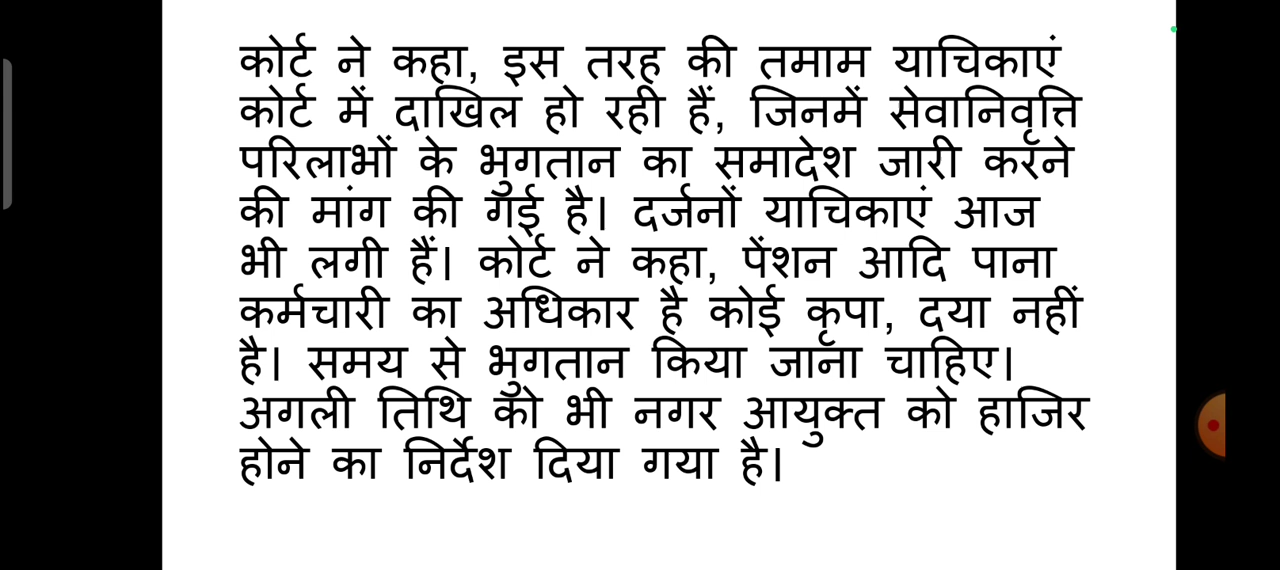 कोर्ट ने कहा, इस तरह की तमाम याचिकाएं
कोर्ट में दाखिल हो रही हैं, जिनमें सेवानिवृत्ति
परिलाभों के भुगतान का समादेश जारी करने
की मांग की गई है। दर्जनों याचिकाएं आज
भी लगी हैं। कोर्ट ने कहा, पेंशन आदि पाना
कर्मचारी का अधिकार है कोई कृपा, दया नहीं
है। समय से भुगतान किया जाना चाहिए।
अगली तिथि को भी नगर आयुक्त को हाजिर
होने का निर्देश दिया गया है।